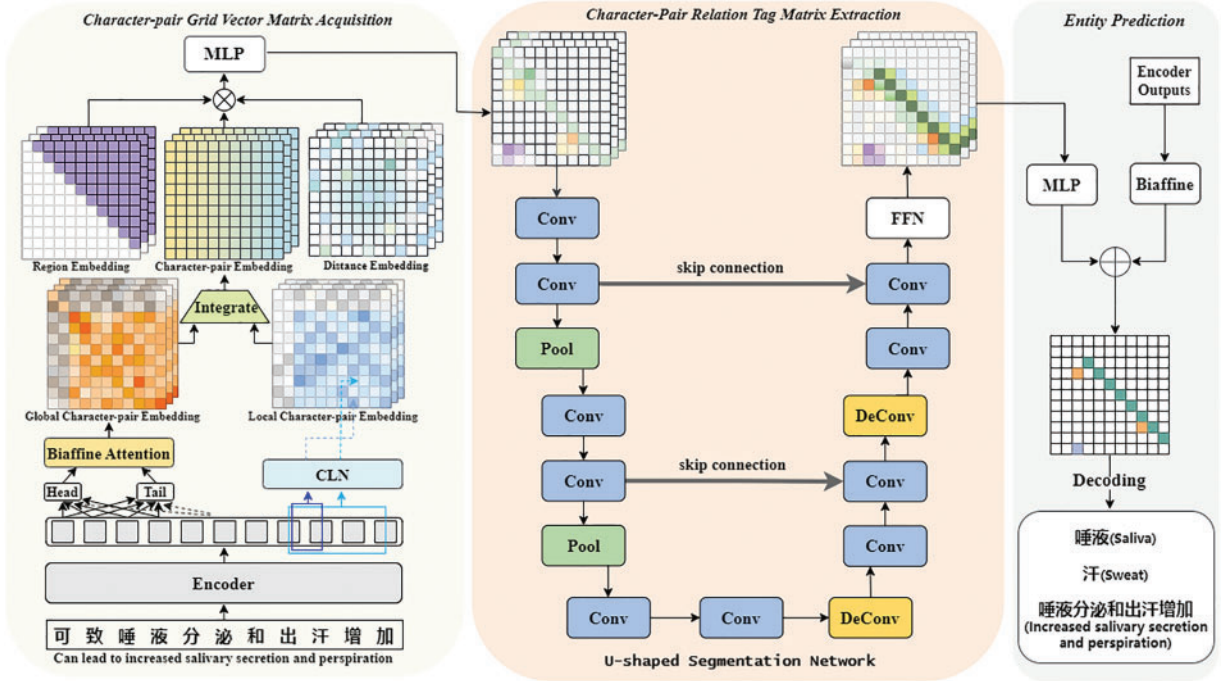 Character-pair Grid Vector Matrix Acquisition
MLP
Region Embedding
Character-pair Embedding
Distance Embedding
Integrate
Global Character-pair Embedding
Local Character-pair Embedding
Biaffine Attention
CLN
Head
Tail
Encoder
可致唾液分泌和出汗增加
Can lead to increased salivary secretion and perspiration
Character-Pair Relation Tag Matrix Extraction
Conv
FFN
Conv
skip connection
Conv
Pool
Conv
Conv
DeConv
Conv
skip connection
Conv
Pool
Conv
Conv
Conv
DeConv
U-shaped Segmentation Network
Entity Prediction
Encoder
Outputs
MLP
Biaffine
Decoding
唾液(Saliva)
汗(Sweat)
唾液分泌和出汗增加
(Increased salivary secretion
and perspiration)